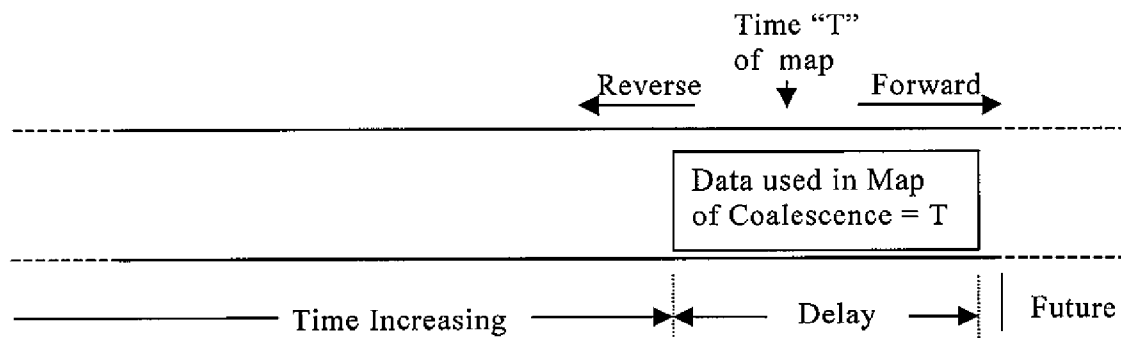 Time “T”
of map
Reverse
Forward
Data used in Map
of Coalescence = T
Time Increasing
Delay
Future